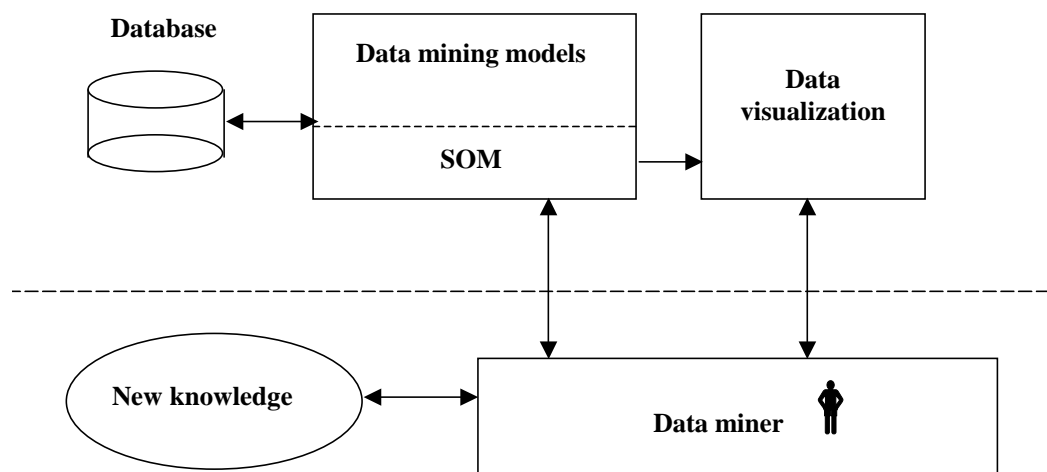 Database
Data mining models
SOM
Data
visualization
New knowledge
Data miner